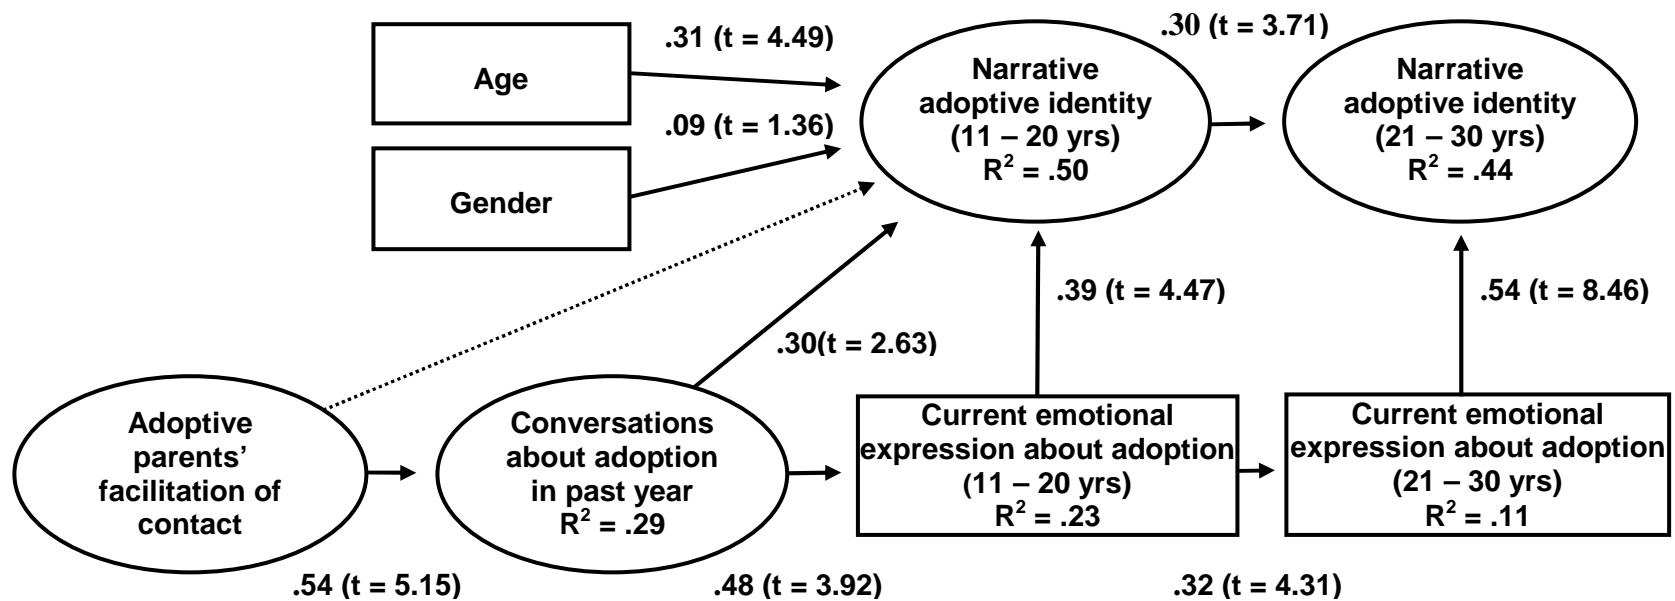 Age
.31 (t = 4.49)
Gender
.09 (t = 1.36)
Narrative
adoptive identity
(11 – 20 yrs)
R² = .50
.30 (t = 3.71)
Narrative
adoptive identity
(21 – 30 yrs)
R² = .44
.30(t = 2.63)
.39 (t = 4.47)
.54 (t = 8.46)
Adoptive
parents’
facilitation of
contact
Conversations
about adoption
in past year
R² = .29
Current emotional
expression about adoption
(11 – 20 yrs)
R² = .23
Current emotional
expression about adoption
(21 – 30 yrs)
R² = .11
.54 (t = 5.15)
.48 (t = 3.92)
.32 (t = 4.31)